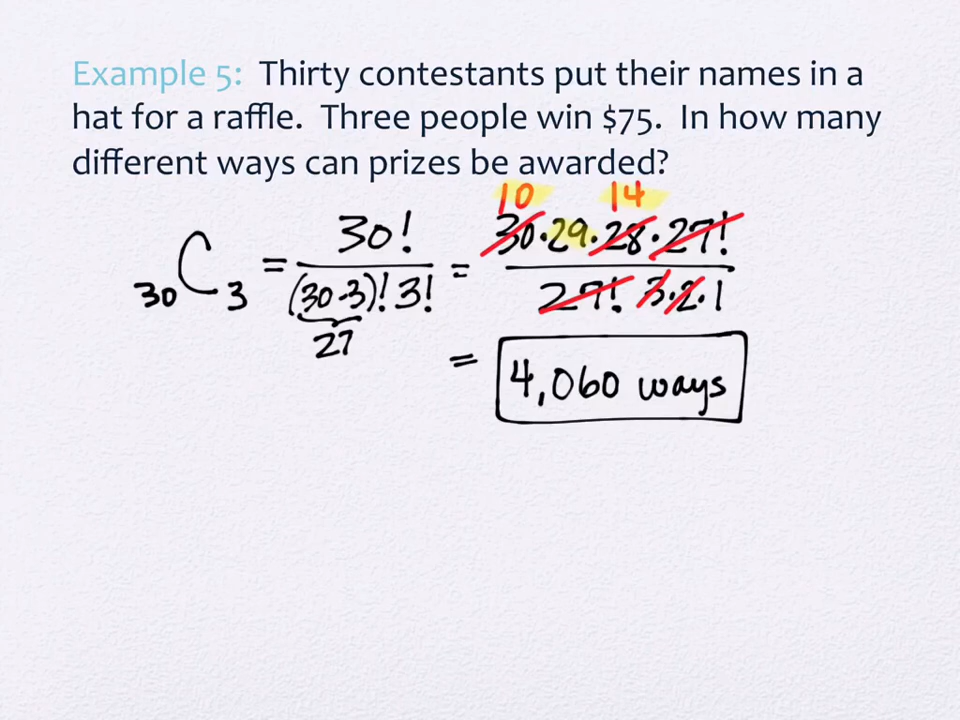 Example 5: Thirty contestants put their names in a
hat for a raffle. Three people win $75. In how many
different ways can prizes be awarded?
10 14
30C3 = 30! / (30-3)! 3! = 30·29·28·27! / 27! 3·2·1
27
= 4,060 ways